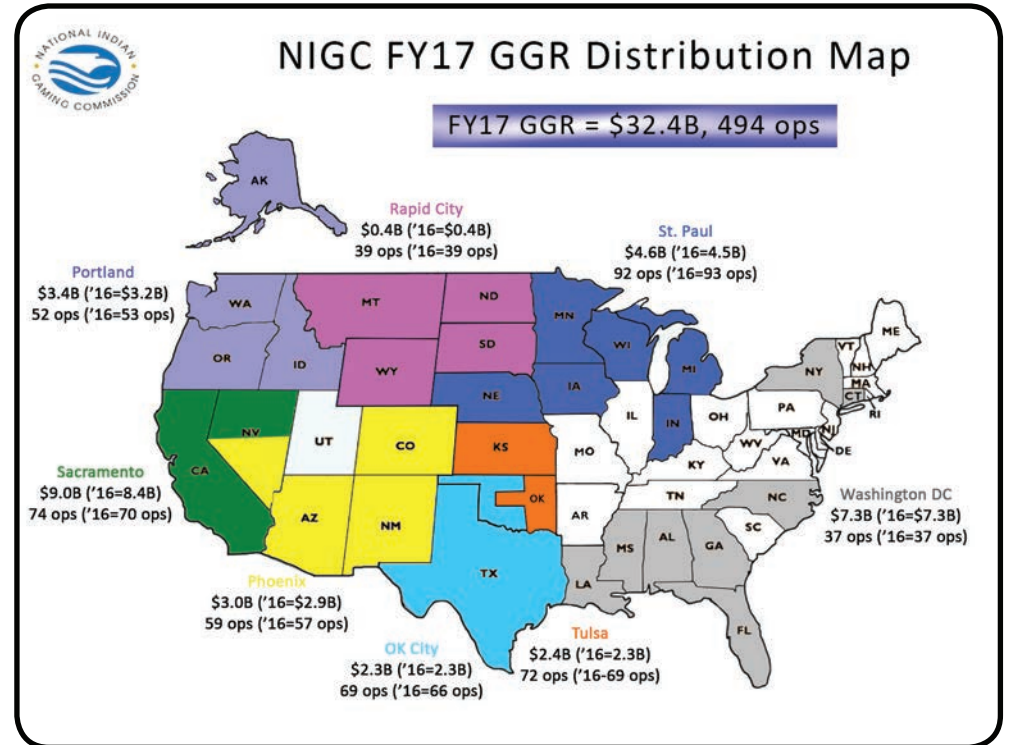 NATIONAL INDIAN
GAMING COMMISSION
NIGC FY17 GGR Distribution Map
FY17 GGR = $32.4B, 494 ops
AK
Rapid City
$0.4B ('16=$0.4B)
39 ops ('16=39 ops)
St. Paul
$4.6B ('16=4.5B)
92 ops ('16=93 ops)
Portland
$3.4B ('16=$3.2B)
52 ops ('16=53 ops)
WA
MT
ND
MN
ME
OR
ID
WY
SD
WI
MI
NY
VT
NH
MA
CT
RI
NE
IA
NV
UT
CO
KS
MO
IL
IN
OH
PA
NJ
MD
DE
WV
VA
KY
CA
AZ
NM
OK
AR
TN
NC
SC
TX
LA
MS
AL
GA
FL
Sacramento
$9.0B ('16=8.4B)
74 ops ('16=70 ops)
Washington DC
$7.3B ('16=$7.3B)
37 ops ('16=37 ops)
Phoenix
$3.0B ('16=$2.9B)
59 ops ('16=57 ops)
OK City
$2.3B ('16=2.3B)
69 ops ('16=66 ops)
Tulsa
$2.4B ('16=2.3B)
72 ops ('16-69 ops)